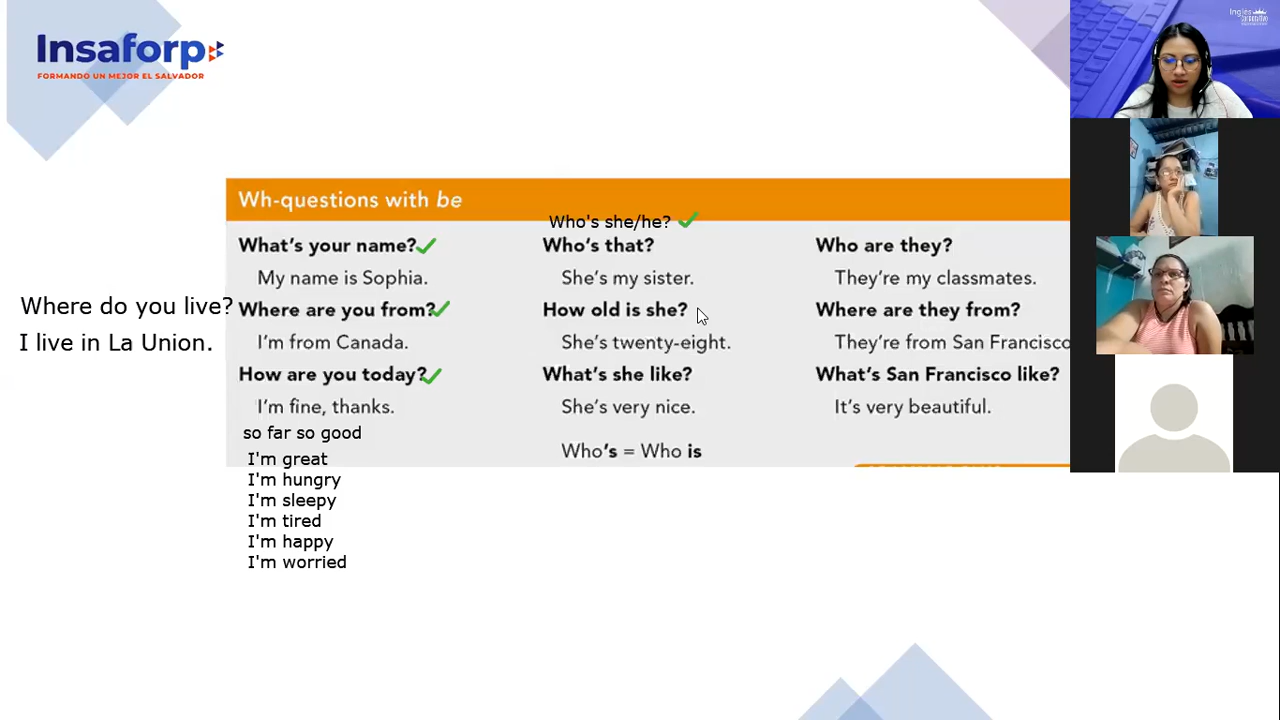 Insaforp
FORMANDO UN MEJOR EL SALVADOR
Inglés
Wh-questions with be
Where do you live?
I live in La Union.
What's your name?
My name is Sophia.
Where are you from?
I'm from Canada.
How are you today?
I'm fine, thanks.
so far so good
I'm great
I'm hungry
I'm sleepy
I'm tired
I'm happy
I'm worried
Who's she/he?
Who's that?
She's my sister.
How old is she?
She's twenty-eight.
What's she like?
She's very nice.
Who's = Who is
Who are they?
They're my classmates.
Where are they from?
They're from San Francisco
What's San Francisco like?
It's very beautiful.